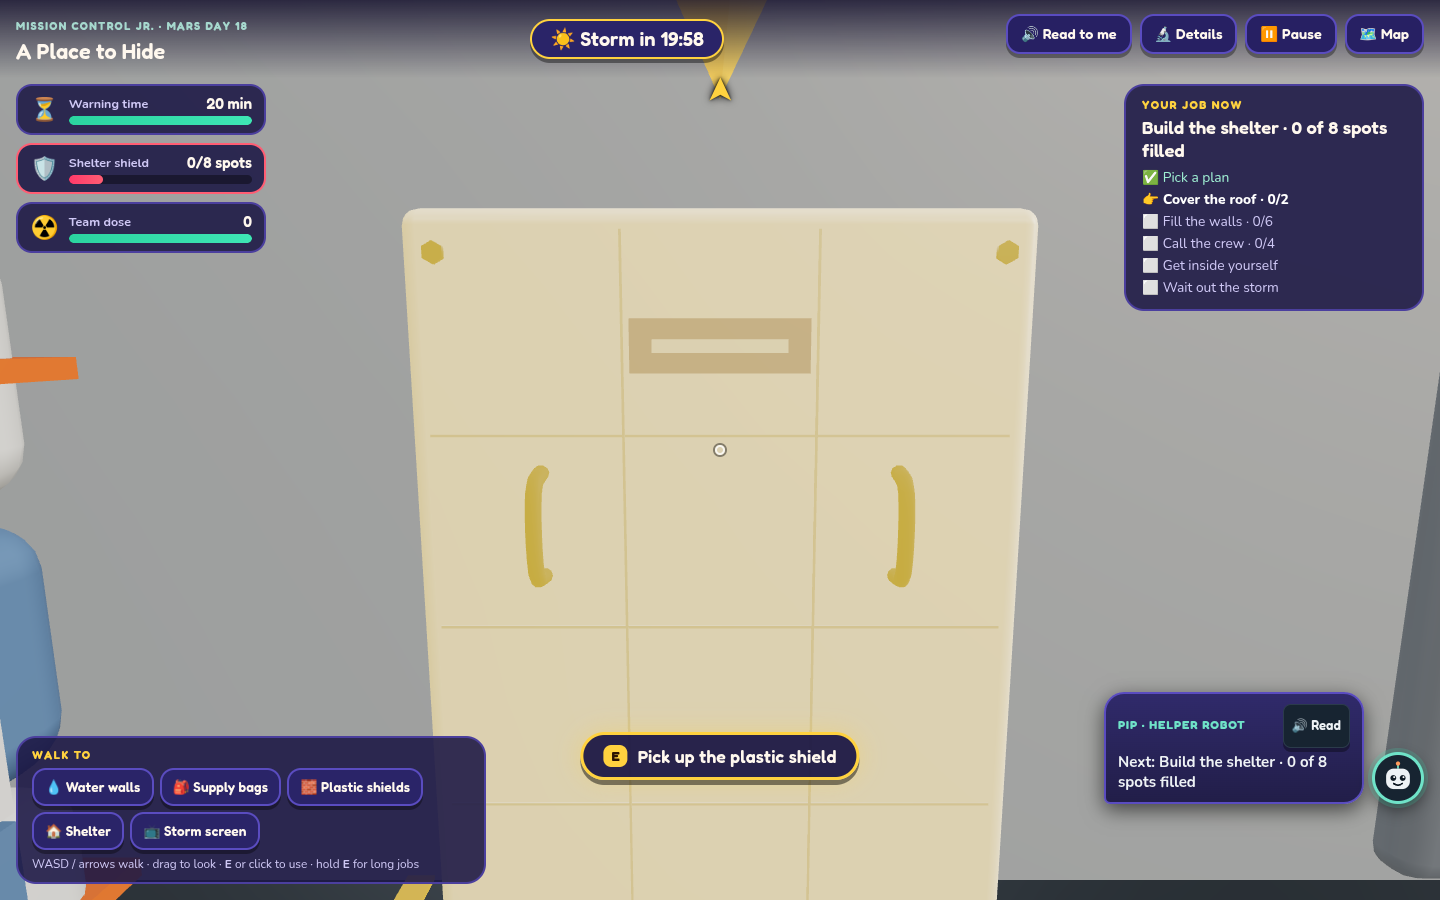 MISSION CONTROL JR. · MARS DAY 18
A Place to Hide
☀️ Storm in 19:58
🔊 Read to me
🔬 Details
⏸️ Pause
🗺️ Map
⏳ Warning time 20 min
🛡️ Shelter shield 0/8 spots
☢️ Team dose 0
YOUR JOB NOW
Build the shelter · 0 of 8 spots
filled
✅ Pick a plan
👉 Cover the roof · 0/2
⬜ Fill the walls · 0/6
⬜ Call the crew · 0/4
⬜ Get inside yourself
⬜ Wait out the storm
E Pick up the plastic shield
WALK TO
💧 Water walls
🎒 Supply bags
🧱 Plastic shields
🏠 Shelter
📺 Storm screen
WASD / arrows walk · drag to look · E or click to use · hold E for long jobs
PIP · HELPER ROBOT
🔊 Read
Next: Build the shelter · 0 of 8
spots filled